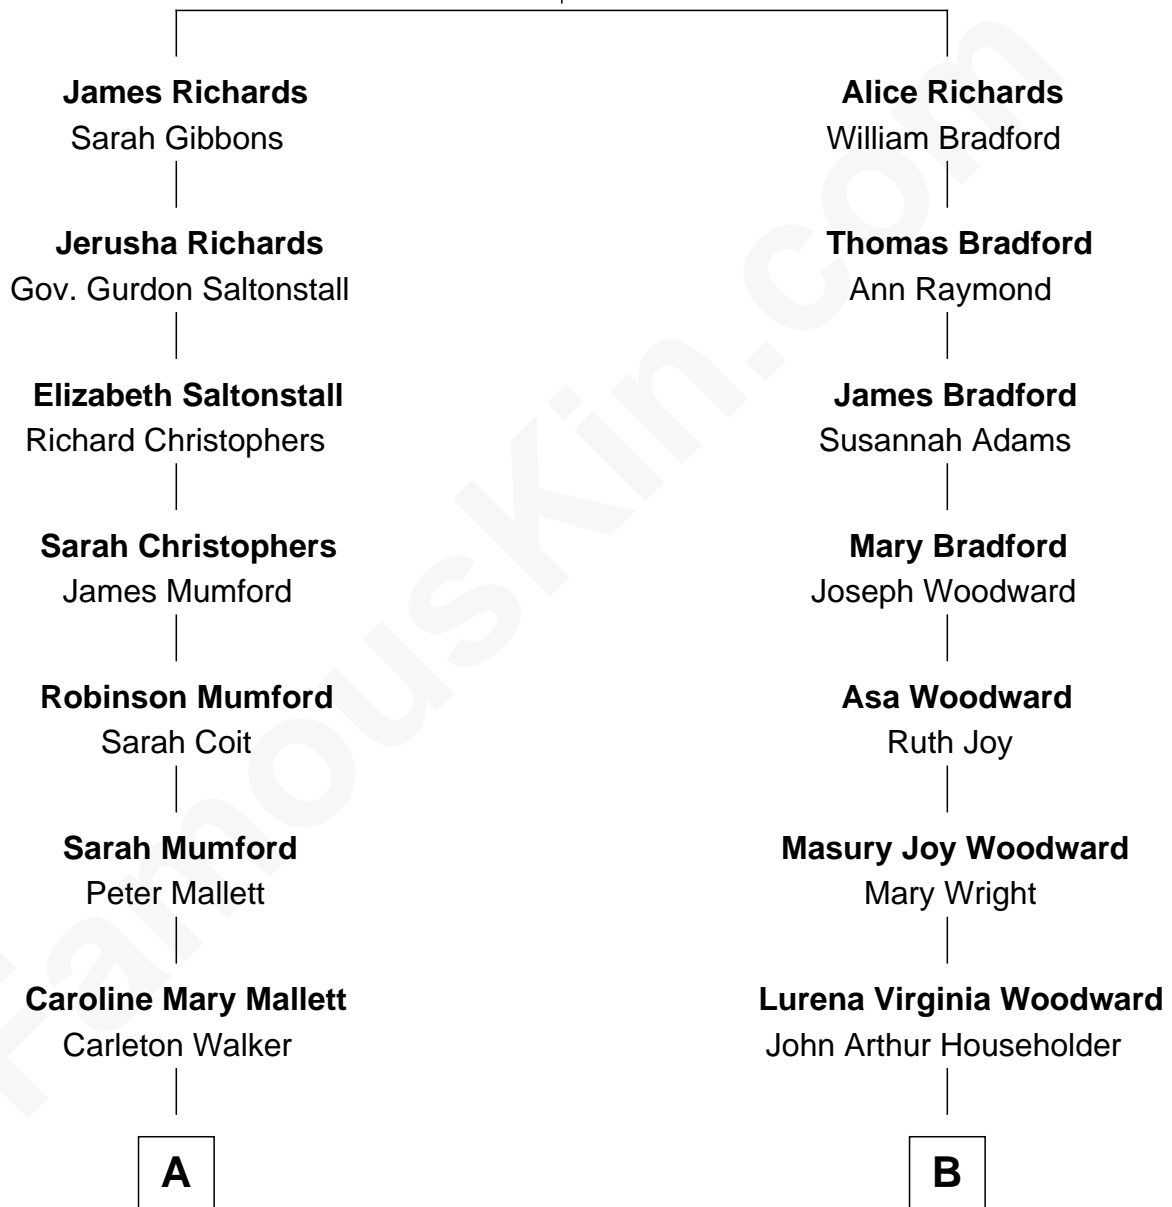 James Richards
Sarah Gibbons
Jerusha Richards
Gov. Gurdon Saltonstall
Elizabeth Saltonstall
Richard Christophers
Sarah Christophers
James Mumford
Robinson Mumford
Sarah Coit
Sarah Mumford
Peter Mallett
Caroline Mary Mallett
Carleton Walker
A
Alice Richards
William Bradford
Thomas Bradford
Ann Raymond
James Bradford
Susannah Adams
Mary Bradford
Joseph Woodward
Asa Woodward
Ruth Joy
Masury Joy Woodward
Mary Wright
Lurena Virginia Woodward
John Arthur Householder
B
FamousKin.com